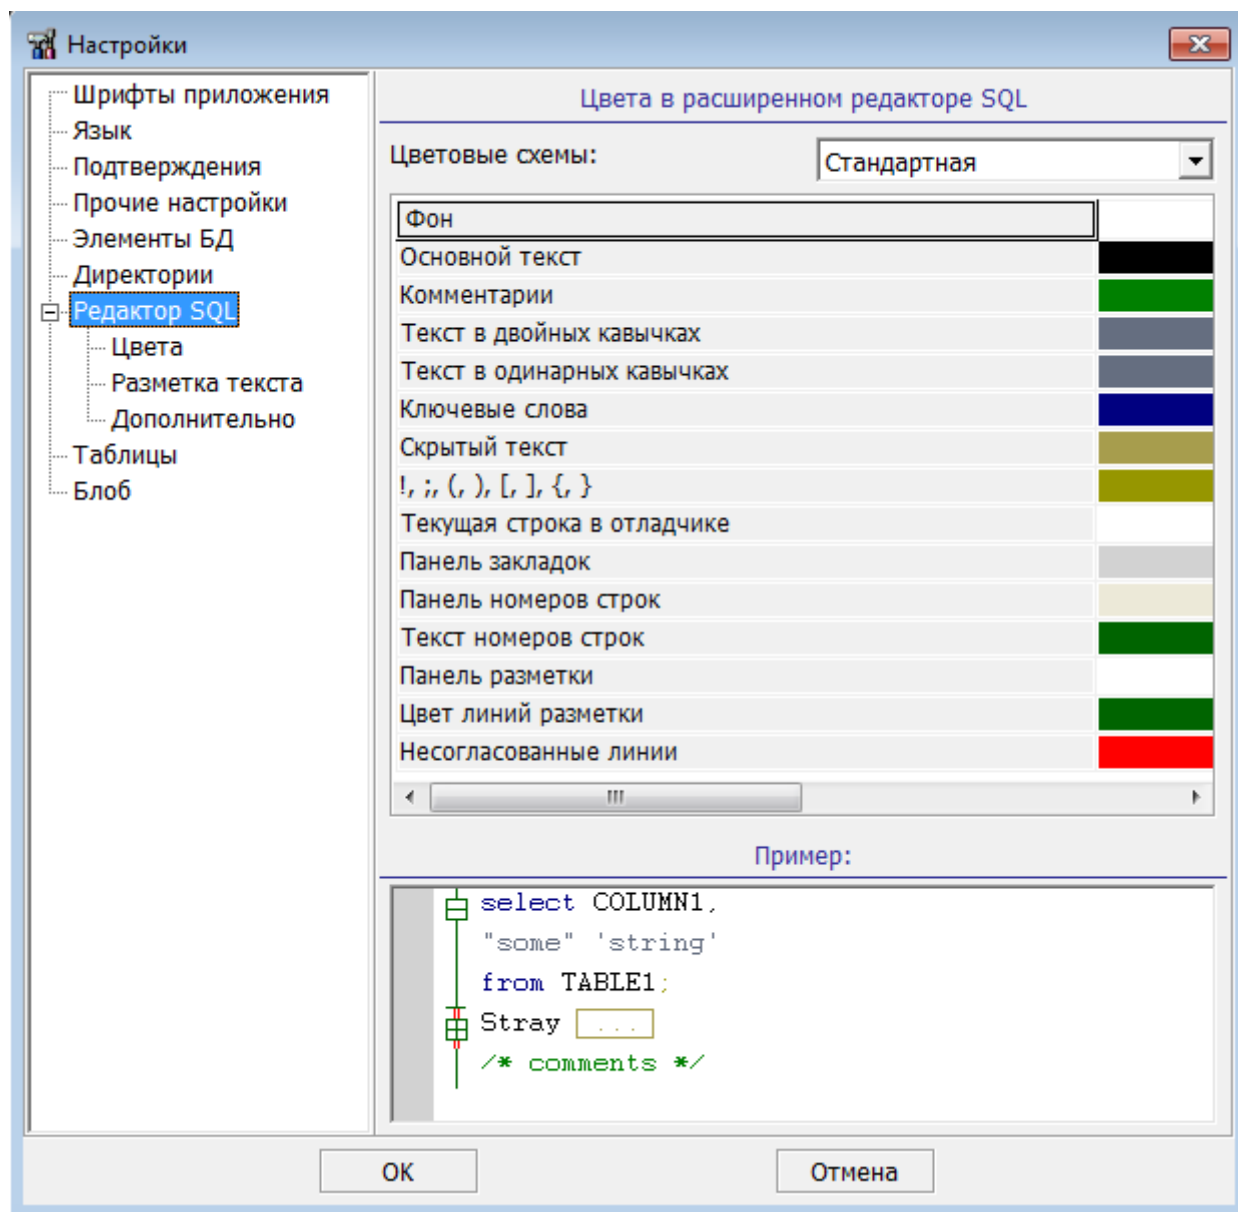 Настройки
Шрифты приложения
Язык
Подтверждения
Прочие настройки
Элементы БД
Директории
Редактор SQL
Цвета
Разметка текста
Дополнительно
Таблицы
Блоб
Цвета в расширенном редакторе SQL
Цветовые схемы: Стандартная
Фон
Основной текст
Комментарии
Текст в двойных кавычках
Текст в одинарных кавычках
Ключевые слова
Скрытый текст
!, ;, (, ), [, ], {, }
Текущая строка в отладчике
Панель закладок
Панель номеров строк
Текст номеров строк
Панель разметки
Цвет линий разметки
Несогласованные линии
Пример:
select COLUMN1,
"some" 'string'
from TABLE1;
Stray ...
/* comments */
OK Отмена